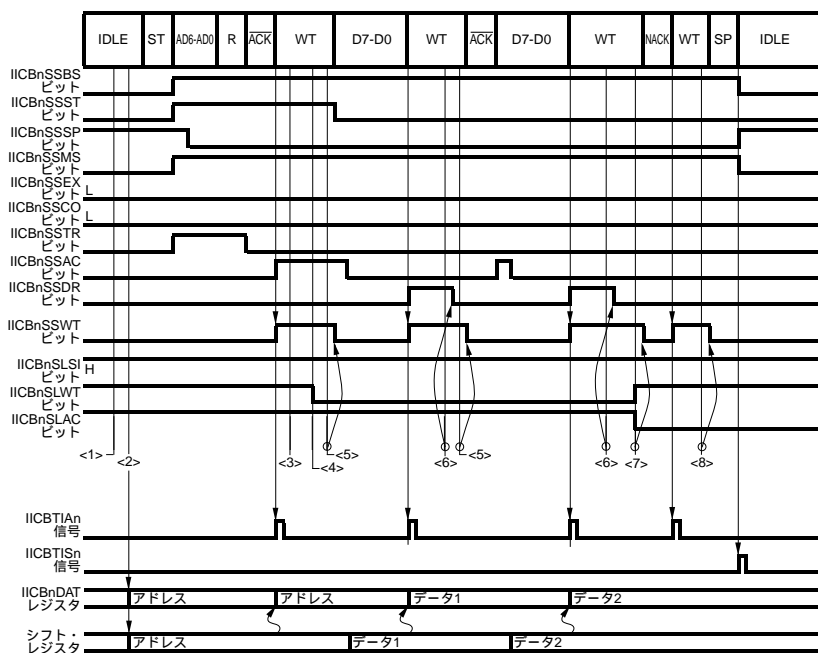 IDLE ST AD6-AD0 R ACK WT D7-D0 WT ACK D7-D0 WT NACK WT SP IDLE
IICBnSSBS
ビット
IICBnSSST
ビット
IICBnSSSP
ビット
IICBnSSMS
ビット
IICBnSSEX
ビット L
IICBnSSCO
ビット L
IICBnSSTR
ビット
IICBnSSAC
ビット
IICBnSSDR
ビット
IICBnSSWT
ビット
IICBnSLSI
ビット H
IICBnSLWT
ビット
IICBnSLAC
ビット
<1> <2> <3> <4> <5> <6> <5> <6> <7> <8>
IICBTIAn
信号
IICBTISn
信号
IICBnDAT
レジスタ
アドレス アドレス データ1 データ2
シフト・
レジスタ
アドレス データ1 データ2